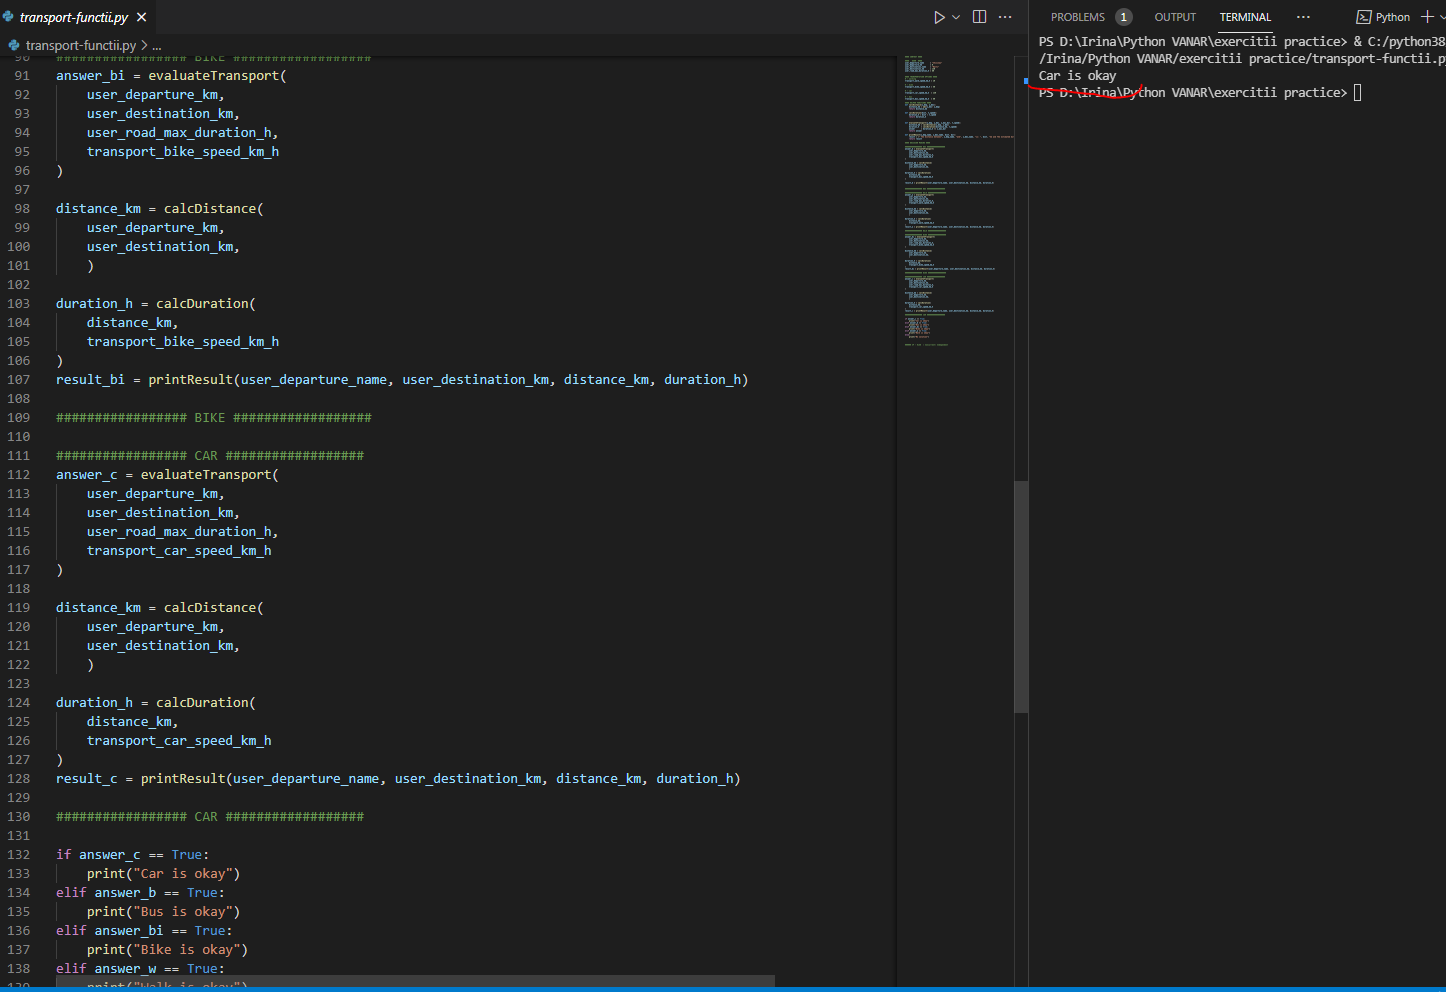 transport-functii.py
transport-functii.py > ...
90 ################# BIKE ##################
91 answer_bi = evaluateTransport(
92     user_departure_km,
93     user_destination_km,
94     user_road_max_duration_h,
95     transport_bike_speed_km_h
96 )
97
98 distance_km = calcDistance(
99     user_departure_km,
100     user_destination_km,
101     )
102
103 duration_h = calcDuration(
104     distance_km,
105     transport_bike_speed_km_h
106 )
107 result_bi = printResult(user_departure_name, user_destination_km, distance_km, duration_h)
108
109 ################# BIKE ##################
110
111 ################# CAR ##################
112 answer_c = evaluateTransport(
113     user_departure_km,
114     user_destination_km,
115     user_road_max_duration_h,
116     transport_car_speed_km_h
117 )
118
119 distance_km = calcDistance(
120     user_departure_km,
121     user_destination_km,
122     )
123
124 duration_h = calcDuration(
125     distance_km,
126     transport_car_speed_km_h
127 )
128 result_c = printResult(user_departure_name, user_destination_km, distance_km, duration_h)
129
130 ################# CAR ##################
131
132 if answer_c == True:
133     print("Car is okay")
134 elif answer_b == True:
135     print("Bus is okay")
136 elif answer_bi == True:
137     print("Bike is okay")
138 elif answer_w == True:
139     print("Walk is okay")
PROBLEMS 1 OUTPUT TERMINAL ... Python
PS D:\Irina\Python VANAR\exercitii practice> & C:/python38
/Irina/Python VANAR/exercitii practice/transport-functii.py
Car is okay
PS D:\Irina\Python VANAR\exercitii practice>